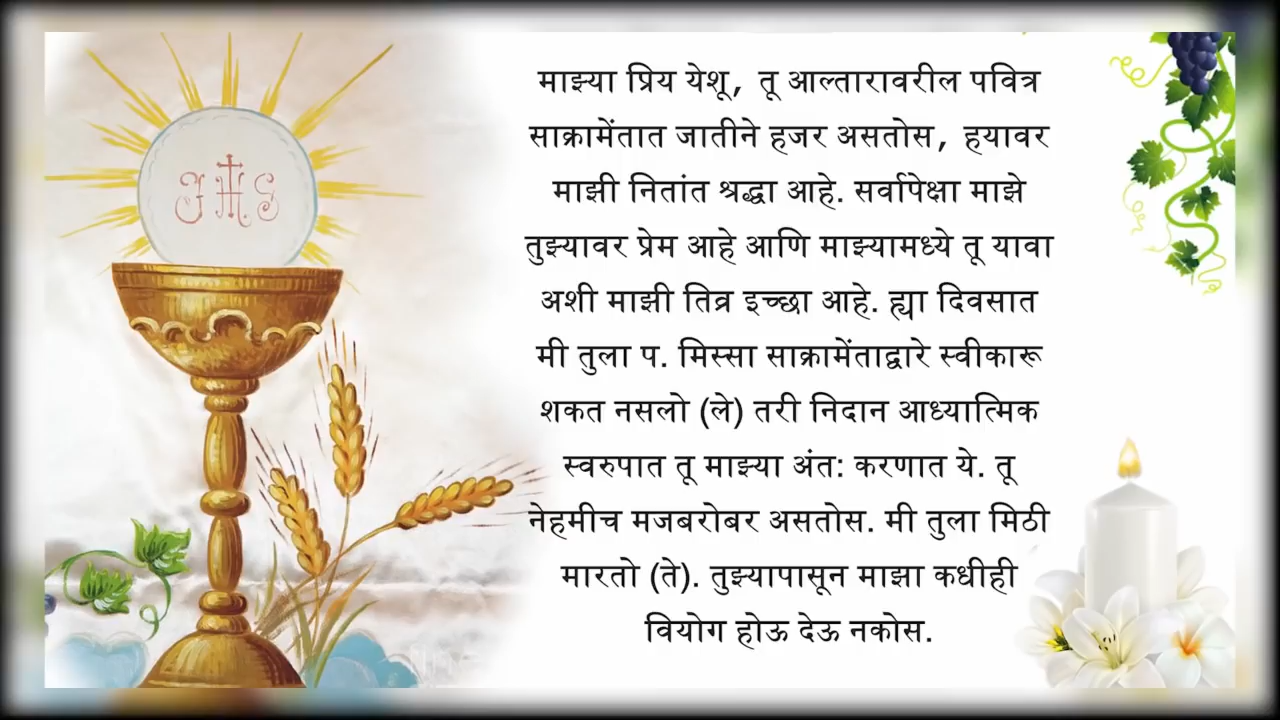 JHS
माझ्या प्रिय येशू, तू आल्तारावरील पवित्र
साक्रामेंतात जातीने हजर असतोस, हयावर
माझी नितांत श्रद्धा आहे. सर्वापेक्षा माझे
तुझ्यावर प्रेम आहे आणि माझ्यामध्ये तू यावा
अशी माझी तिव्र इच्छा आहे. ह्या दिवसात
मी तुला प. मिस्सा साक्रामेंताद्वारे स्वीकारू
शकत नसलो (ले) तरी निदान आध्यात्मिक
स्वरुपात तू माझ्या अंतः करणात ये. तू
नेहमीच मजबरोबर असतोस. मी तुला मिठी
मारतो (ते). तुझ्यापासून माझा कधीही
वियोग होऊ देऊ नकोस.